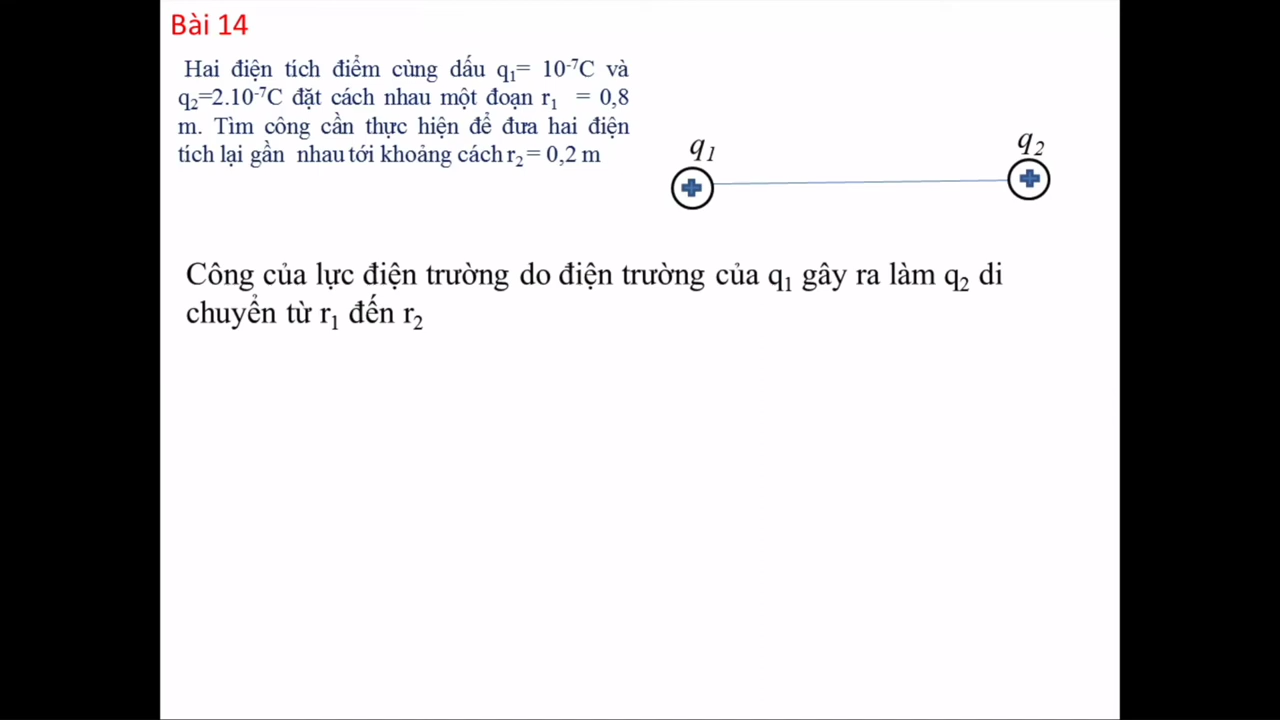 Bài 14
Hai điện tích điểm cùng dấu q₁= 10⁻⁷C và
q₂=2.10⁻⁷C đặt cách nhau một đoạn r₁ = 0,8
m. Tìm công cần thực hiện để đưa hai điện
tích lại gần nhau tới khoảng cách r₂ = 0,2 m
q₁
q₂
Công của lực điện trường do điện trường của q₁ gây ra làm q₂ di
chuyển từ r₁ đến r₂